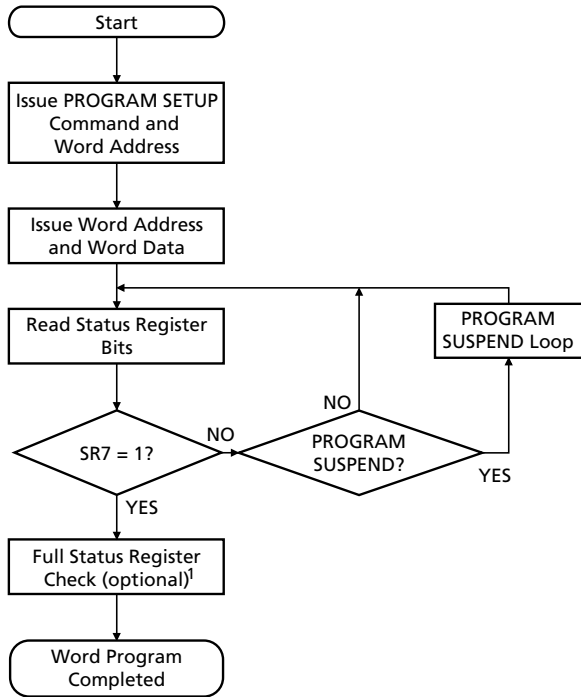 Start
Issue PROGRAM SETUP
Command and
Word Address
Issue Word Address
and Word Data
Read Status Register
Bits
PROGRAM
SUSPEND Loop
NO
SR7 = 1?
NO
PROGRAM
SUSPEND?
YES
YES
Full Status Register
Check (optional)1
Word Program
Completed